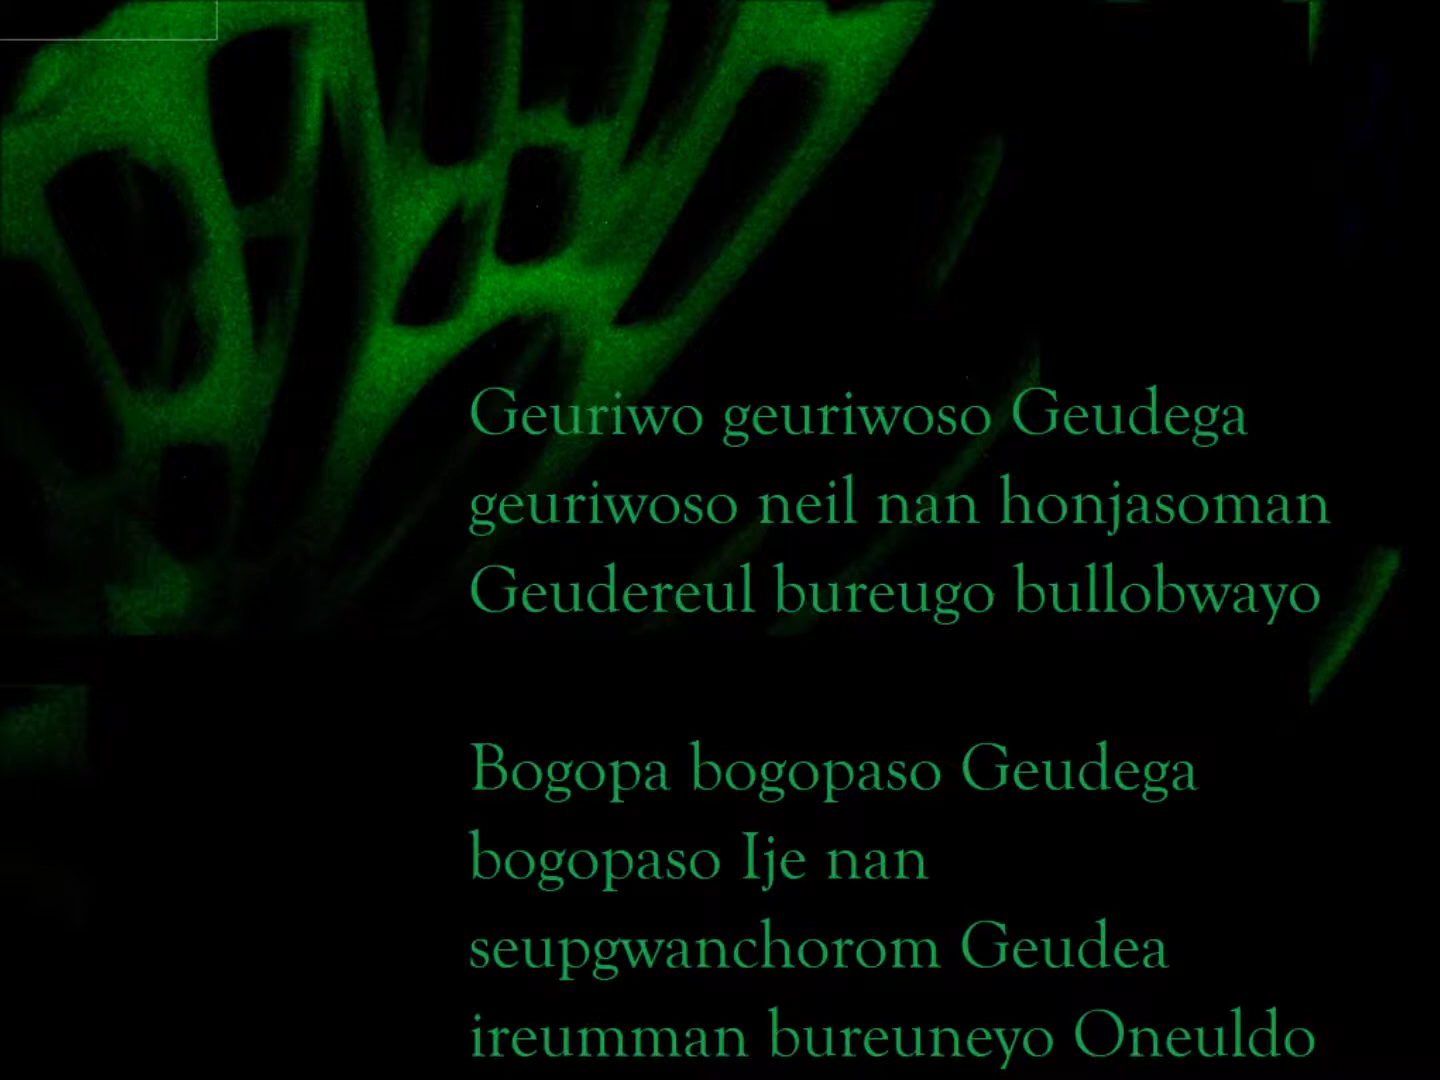 Geuriwo geuriwoso Geudega
geuriwoso neil nan honjasoman
Geudereul bureugo bullobwayo
Bogopa bogopaso Geudega
bogopaso Ije nan
seupgwanchorom Geudea
ireumman bureuneyo Oneuldo